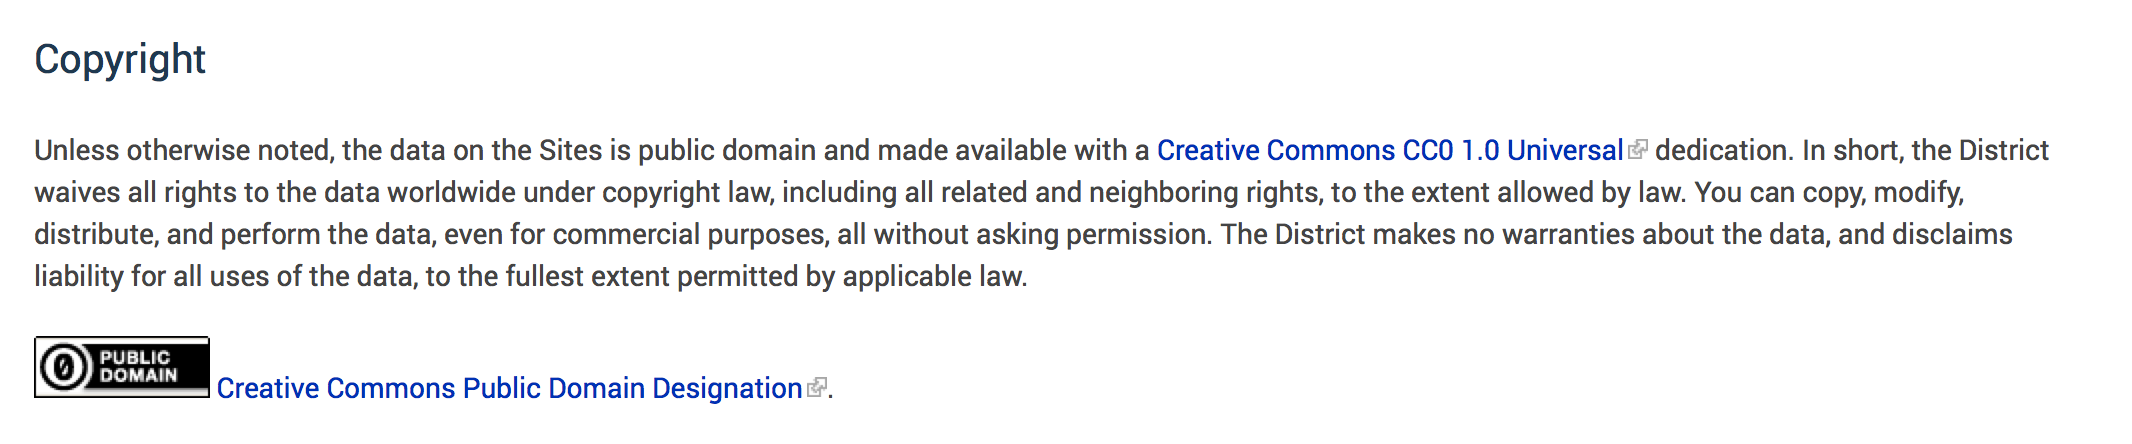 Copyright
Unless otherwise noted, the data on the Sites is public domain and made available with a Creative Commons CC0 1.0 Universal dedication. In short, the District
waives all rights to the data worldwide under copyright law, including all related and neighboring rights, to the extent allowed by law. You can copy, modify,
distribute, and perform the data, even for commercial purposes, all without asking permission. The District makes no warranties about the data, and disclaims
liability for all uses of the data, to the fullest extent permitted by applicable law.
0 PUBLIC
DOMAIN
Creative Commons Public Domain Designation.